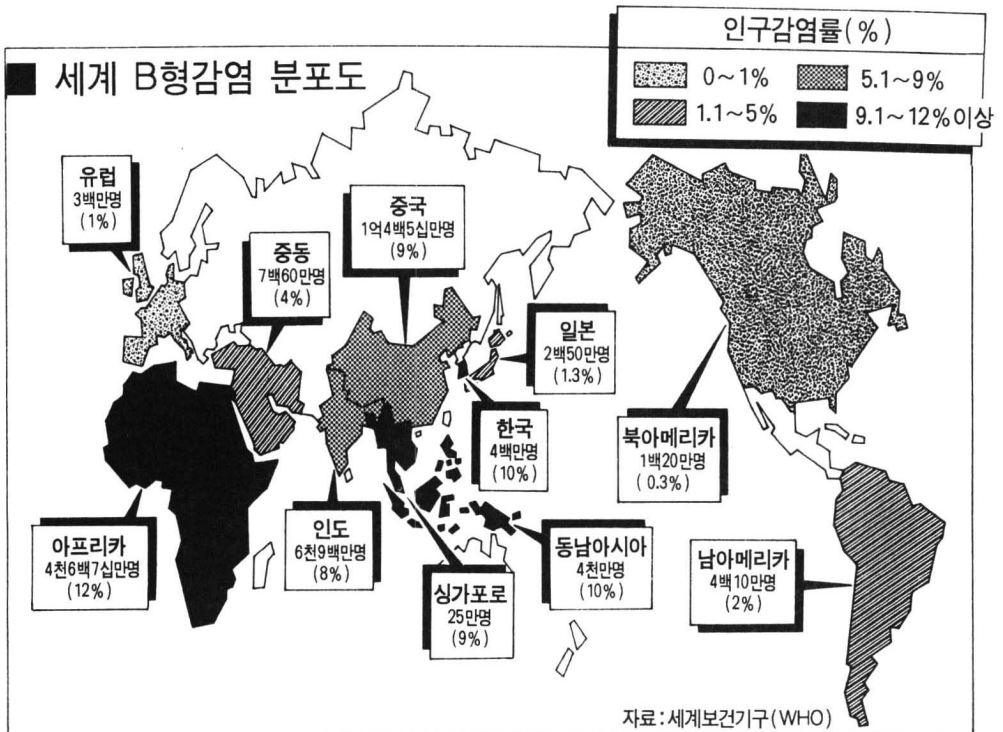 인구감염률(%)
0~1%
5.1~9%
1.1~5%
9.1~12%이상
■ 세계 B형감염 분포도
유럽
3백만명
(1%)
중동
7백60만명
(4%)
중국
1억4백5십만명
(9%)
일본
2백50만명
(1.3%)
한국
4백만명
(10%)
북아메리카
1백20만명
(0.3%)
아프리카
4천6백7십만명
(12%)
인도
6천9백만명
(8%)
싱가포로
25만명
(9%)
동남아시아
4천만명
(10%)
남아메리카
4백10만명
(2%)
자료:세계보건기구(WHO)